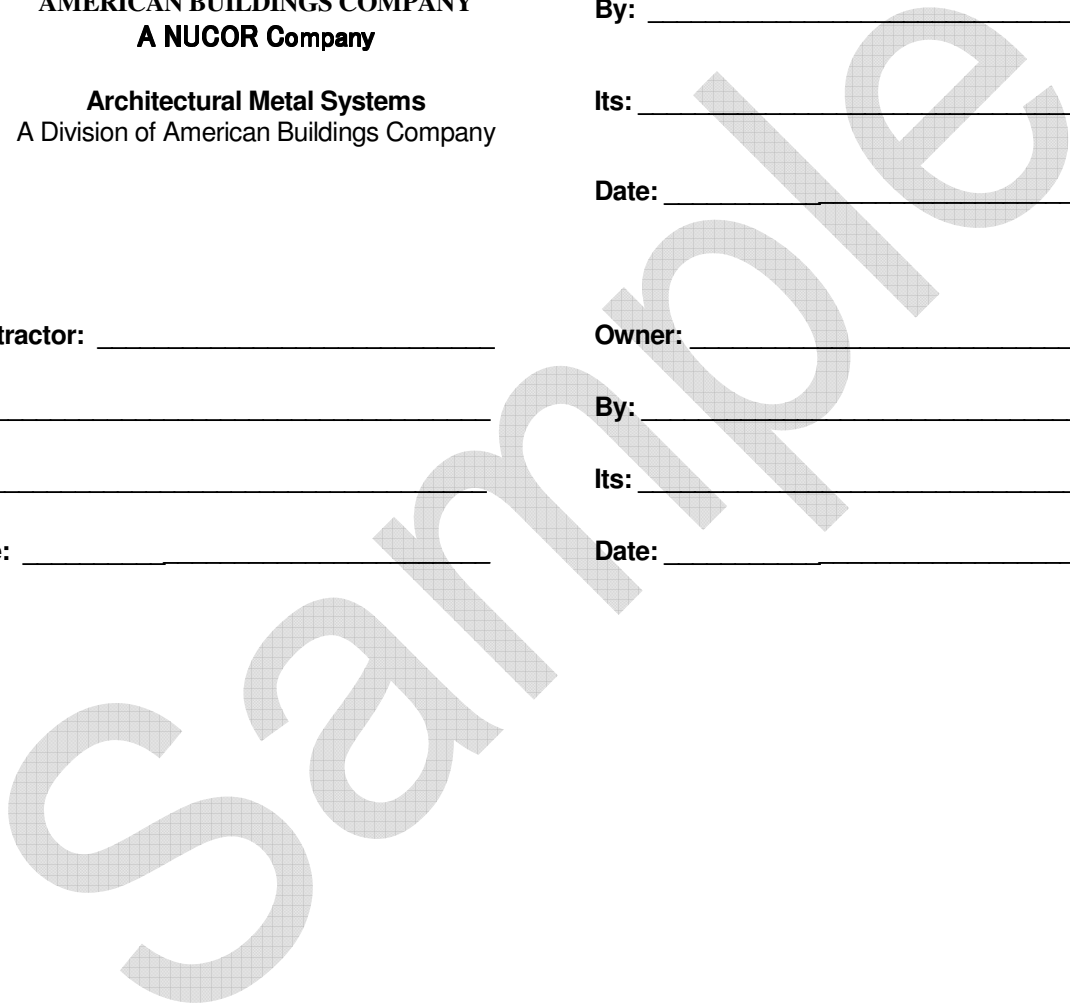 AMERICAN BUILDINGS COMPANY
A NUCOR Company
Architectural Metal Systems
A Division of American Buildings Company
By:
Its:
Date:
tractor:
Owner:
By:
Its:
e:
Date:
Sample